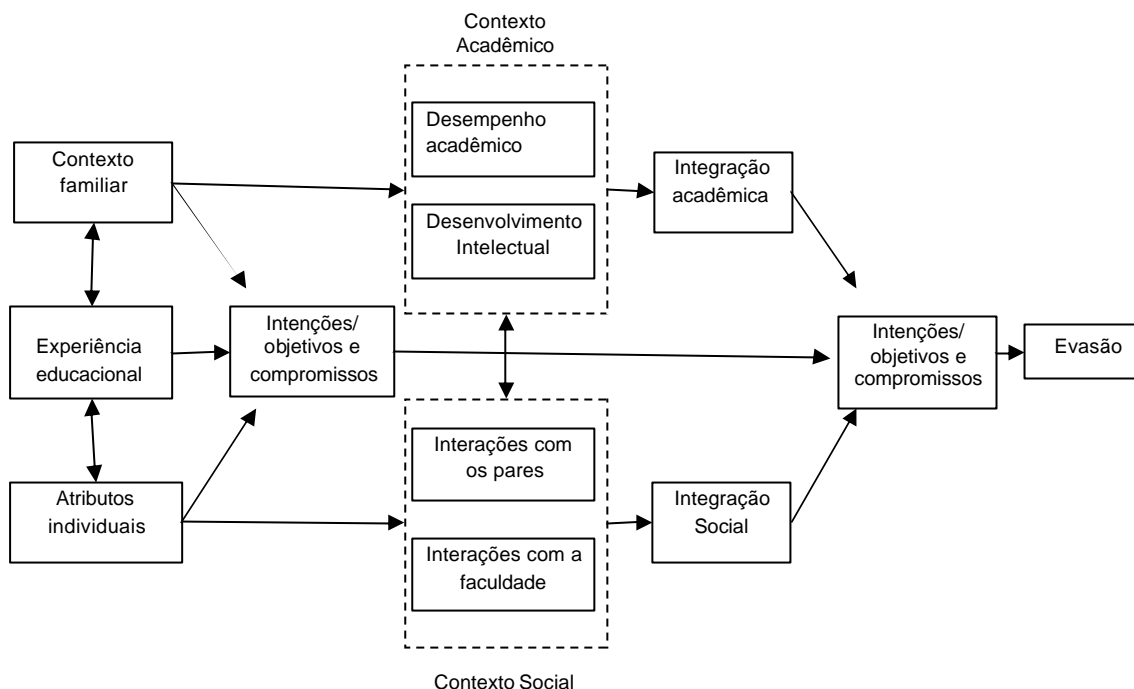 Contexto
Acadêmico
Desempenho
acadêmico
Desenvolvimento
Intelectual
Contexto
familiar
Experiência
educacional
Atributos
individuais
Intenções/
objetivos e
compromissos
Interações com
os pares
Interações com a
faculdade
Contexto Social
Integração
acadêmica
Integração
Social
Intenções/
objetivos e
compromissos
Evasão